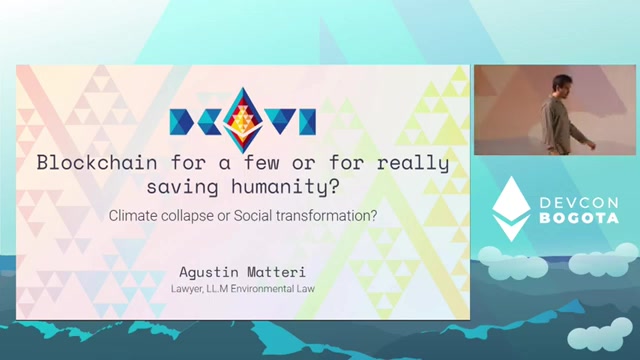 DCVVI
Blockchain for a few or for really
saving humanity?
Climate collapse or Social transformation?
Agustin Matteri
Lawyer, LL.M Environmental Law
DEVCON
BOGOTA